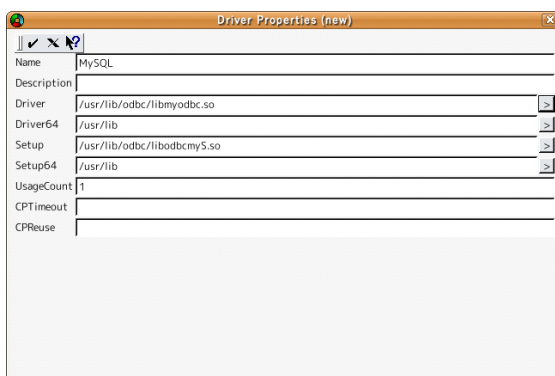 Driver Properties (new)
Name MySQL
Description
Driver /usr/lib/odbc/libmyodbc.so >
Driver64 /usr/lib >
Setup /usr/lib/odbc/libodbcmyS.so >
Setup64 /usr/lib >
UsageCount 1
CPTimeout
CPReuse